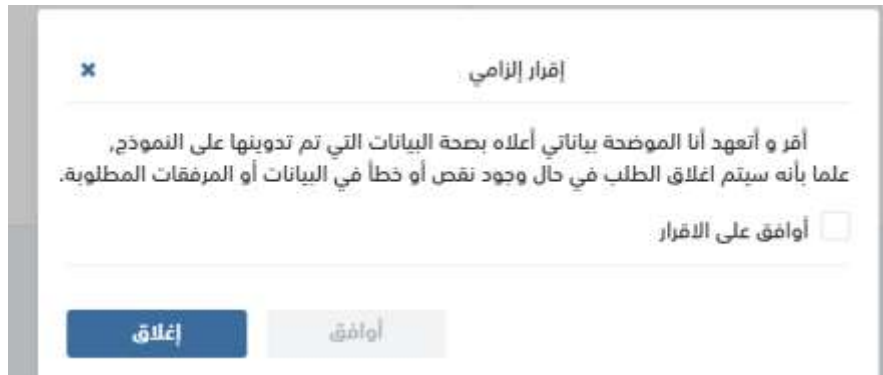 إقرار إلزامي
أقر و أتعهد أنا الموضحة بياناتي أعلاه بصحة البيانات التي تم تدوينها على النموذج,
علما بأنه سيتم اغلاق الطلب في حال وجود نقص أو خطأ في البيانات أو المرفقات المطلوبة.
أوافق على الاقرار
أوافق
إغلاق